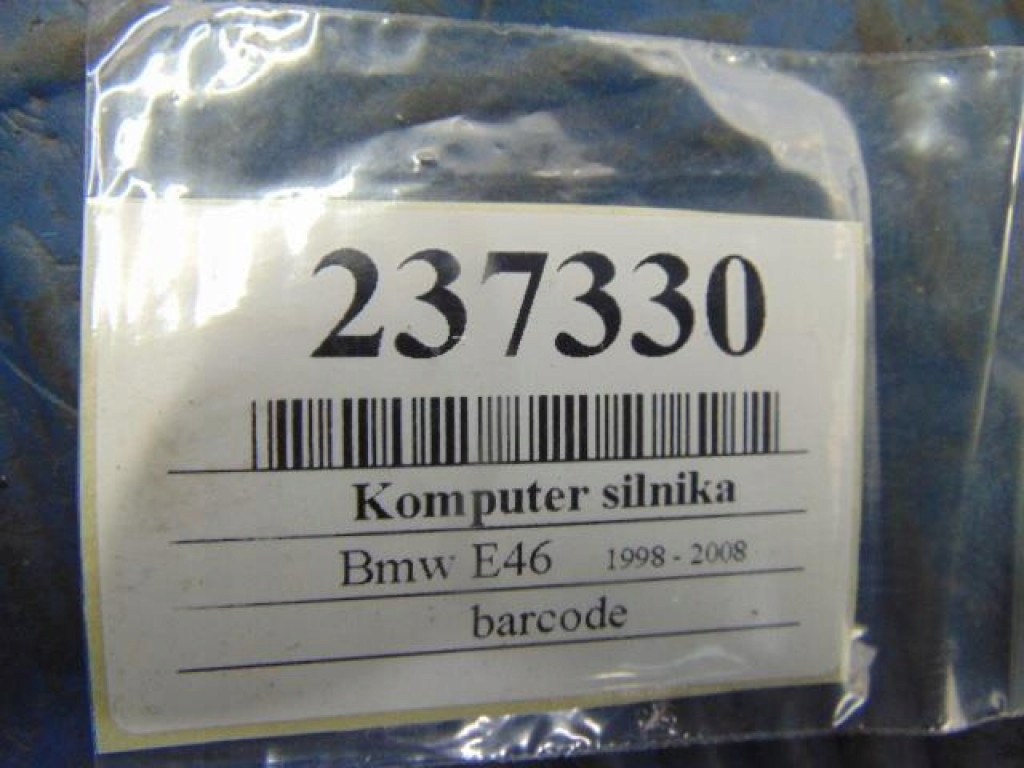 237330
Komputer silnika
Bmw E46 1998 - 2008
barcode